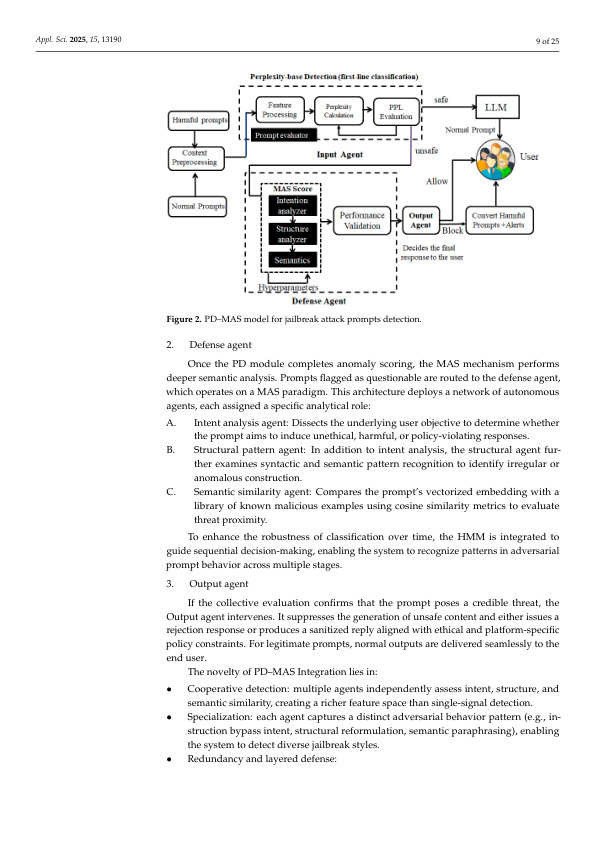 Appl. Sci. 2025, 15, 13190
9 of 25
Perplexity-base Detection (first-line classification)
Feature
Processing
Perplexity
Calculation
PPL
Evaluation
safe
LLM
Harmful prompts
Prompt evaluator
Normal Prompt
Context
Preprocessing
Input Agent
unsafe
User
Allow
MAS Score
Intention
analyzer
Normal Prompts
Performance
Validation
Output
Agent
Convert Harmful
Prompts +Alerts
Structure
analyzer
Block
Decides the final
response to the user
Semantics
Hyperparameters
Defense Agent
Figure 2. PD–MAS model for jailbreak attack prompts detection.
2. Defense agent
Once the PD module completes anomaly scoring, the MAS mechanism performs
deeper semantic analysis. Prompts flagged as questionable are routed to the defense agent,
which operates on a MAS paradigm. This architecture deploys a network of autonomous
agents, each assigned a specific analytical role:
A. Intent analysis agent: Dissects the underlying user objective to determine whether
the prompt aims to induce unethical, harmful, or policy-violating responses.
B. Structural pattern agent: In addition to intent analysis, the structural agent fur-
ther examines syntactic and semantic pattern recognition to identify irregular or
anomalous construction.
C. Semantic similarity agent: Compares the prompt's vectorized embedding with a
library of known malicious examples using cosine similarity metrics to evaluate
threat proximity.
To enhance the robustness of classification over time, the HMM is integrated to
guide sequential decision-making, enabling the system to recognize patterns in adversarial
prompt behavior across multiple stages.
3. Output agent
If the collective evaluation confirms that the prompt poses a credible threat, the
Output agent intervenes. It suppresses the generation of unsafe content and either issues a
rejection response or produces a sanitized reply aligned with ethical and platform-specific
policy constraints. For legitimate prompts, normal outputs are delivered seamlessly to the
end user.
The novelty of PD–MAS Integration lies in:
• Cooperative detection: multiple agents independently assess intent, structure, and
semantic similarity, creating a richer feature space than single-signal detection.
• Specialization: each agent captures a distinct adversarial behavior pattern (e.g., in-
struction bypass intent, structural reformulation, semantic paraphrasing), enabling
the system to detect diverse jailbreak styles.
• Redundancy and layered defense: